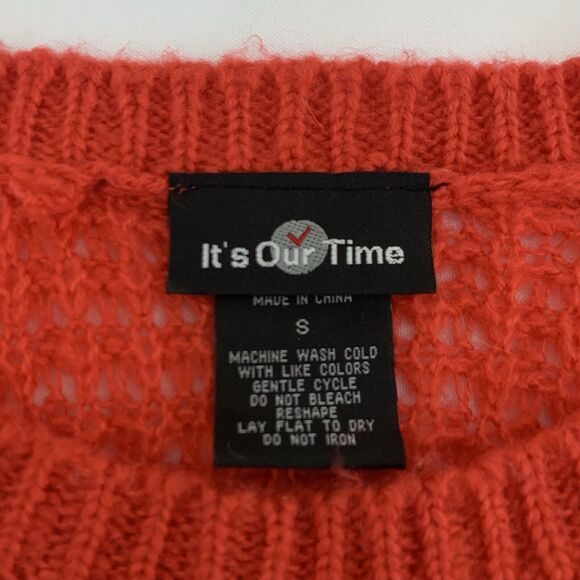 It's Our Time
MADE IN CHINA
S
MACHINE WASH COLD
WITH LIKE COLORS
GENTLE CYCLE
DO NOT BLEACH
RESHAPE
LAY FLAT TO DRY
DO NOT IRON